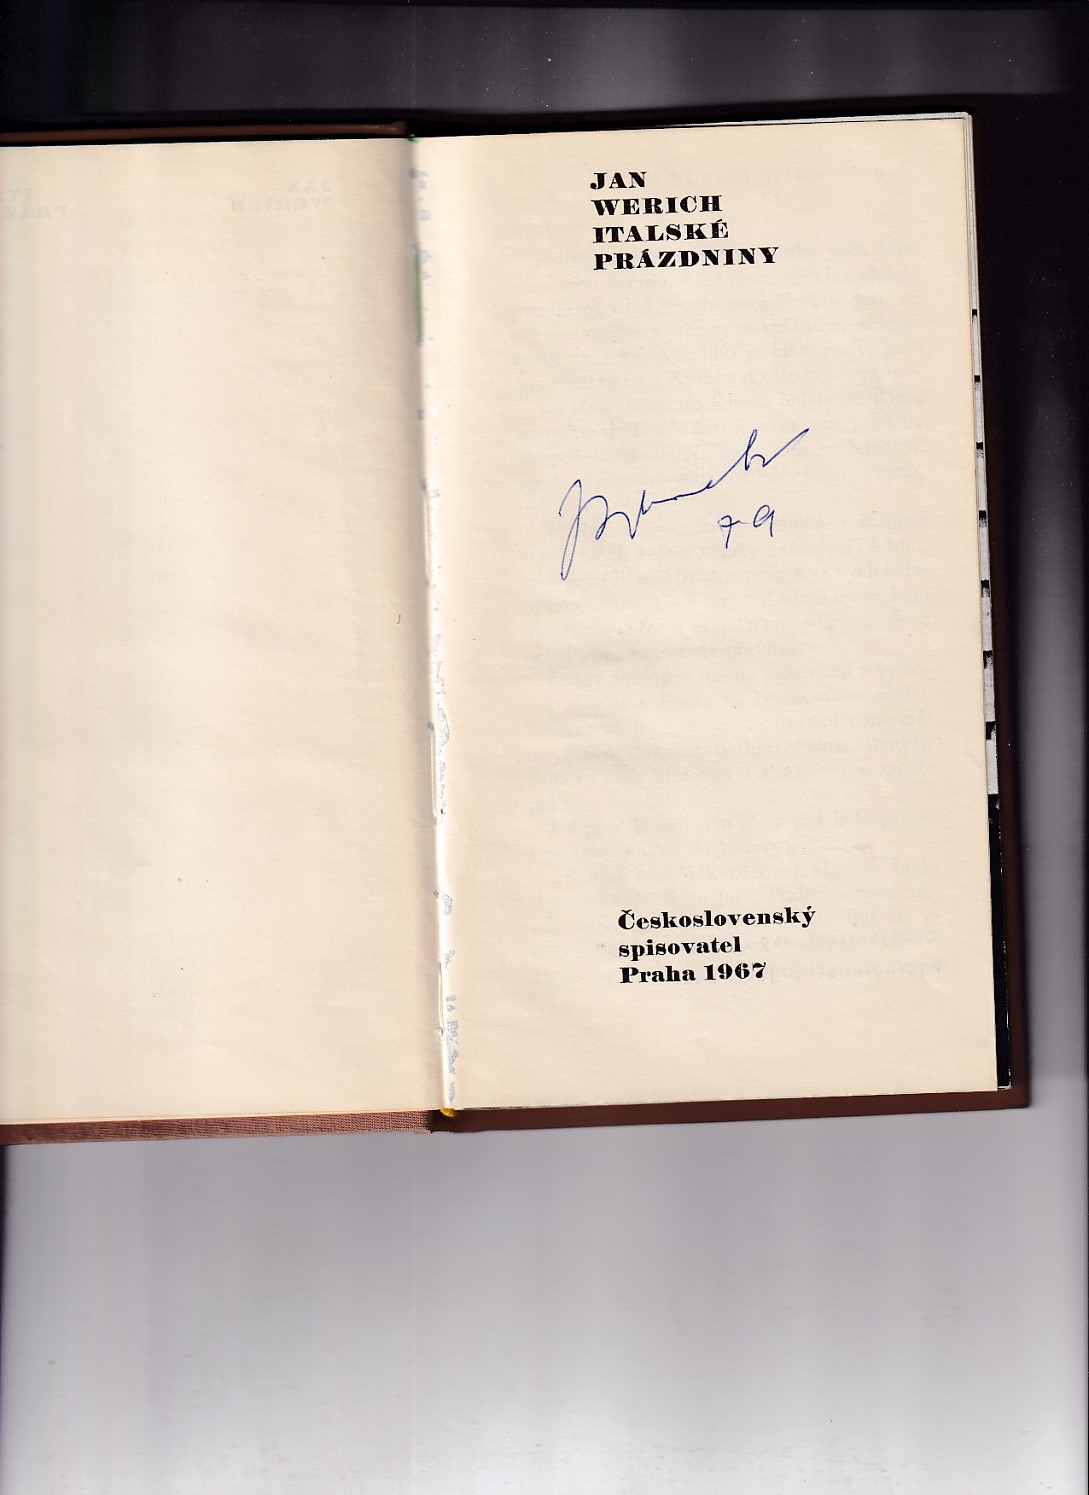 JAN
WERICH
ITALSKÉ
PRÁZDNINY
79
Československý
spisovatel
Praha 1967